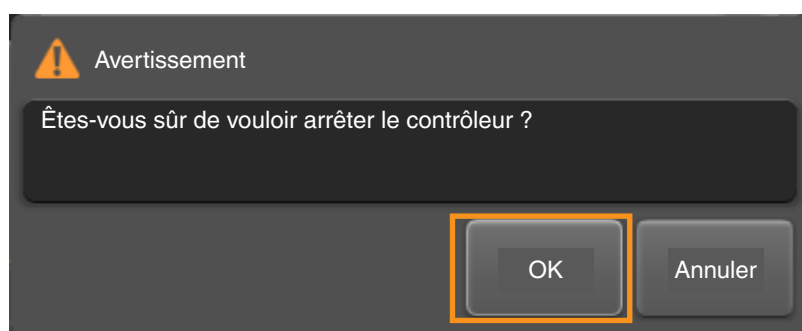 Avertissement
Êtes-vous sûr de vouloir arrêter le contrôleur ?
OK
Annuler